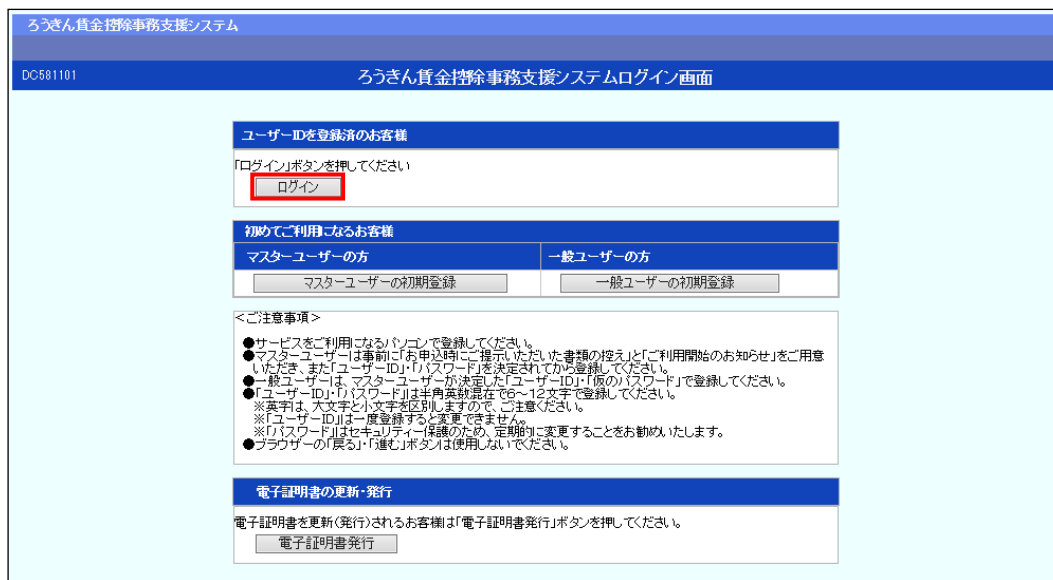 ろうきん賃金控除事務支援システム
DC581101
ろうきん賃金控除事務支援システムログイン画面
ユーザーIDを登録済のお客様
「ログイン」ボタンを押してください
ログイン
初めてご利用になるお客様
マスターユーザーの方
一般ユーザーの方
マスターユーザーの初期登録
一般ユーザーの初期登録
<ご注意事項>
●サービスをご利用になるパソコンで登録してください。
●マスターユーザーは事前に「お申込時にご提示いただいた書類の控え」と「ご利用開始のお知らせ」をご用意
いただき、また「ユーザーID」・「パスワード」を決定されてから登録してください。
●一般ユーザーは、マスターユーザーが決定した「ユーザーID」・「仮のパスワード」で登録してください。
●「ユーザーID」・「パスワード」は半角英数混在で6～12文字で登録してください。
※英字は、大文字と小文字を区別しますので、ご注意ください。
※「ユーザーID」は一度登録すると変更できません。
※「パスワード」はセキュリティー保護のため、定期的に変更することをお勧めいたします。
●ブラウザーの「戻る」・「進む」ボタンは使用しないでください。
電子証明書の更新・発行
電子証明書を更新(発行)されるお客様は「電子証明書発行」ボタンを押してください。
電子証明書発行